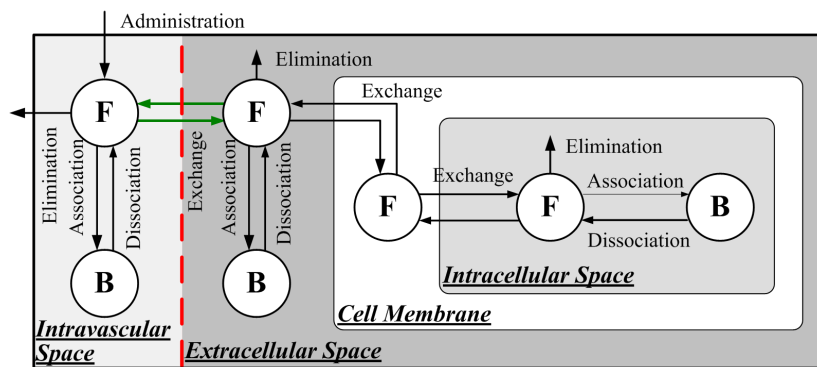 Administration
Elimination
F
F
Exchange
Elimination
Association
Dissociation
Exchange
Association
Dissociation
Elimination
F
Exchange
F
Association
B
Dissociation
B
B
Intracellular Space
Cell Membrane
Intravascular
Space
Extracellular Space